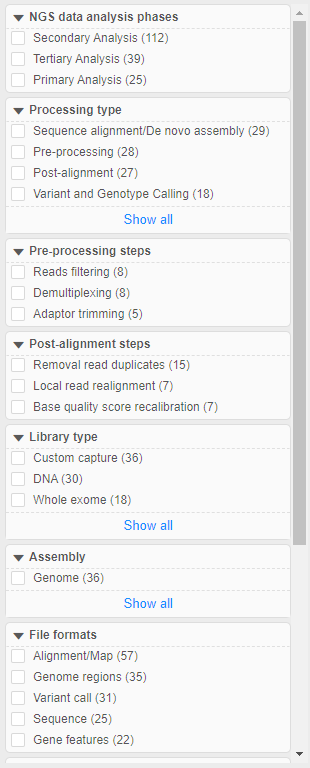 NGS data analysis phases
Secondary Analysis (112)
Tertiary Analysis (39)
Primary Analysis (25)
Processing type
Sequence alignment/De novo assembly (29)
Pre-processing (28)
Post-alignment (27)
Variant and Genotype Calling (18)
Show all
Pre-processing steps
Reads filtering (8)
Demultiplexing (8)
Adaptor trimming (5)
Post-alignment steps
Removal read duplicates (15)
Local read realignment (7)
Base quality score recalibration (7)
Library type
Custom capture (36)
DNA (30)
Whole exome (18)
Show all
Assembly
Genome (36)
Show all
File formats
Alignment/Map (57)
Genome regions (35)
Variant call (31)
Sequence (25)
Gene features (22)